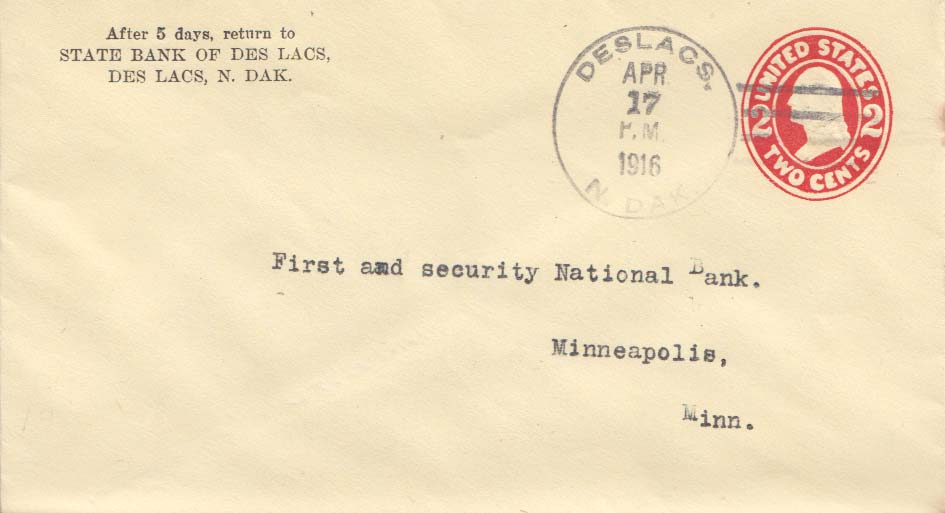 After 5 days, return to
STATE BANK OF DES LACS,
DES LACS, N. DAK.
DESLACS.
APR
17
P.M.
1916
N. DAK.
UNITED STATES
2 2
TWO CENTS
First and security National Bank.
Minneapolis,
Minn.